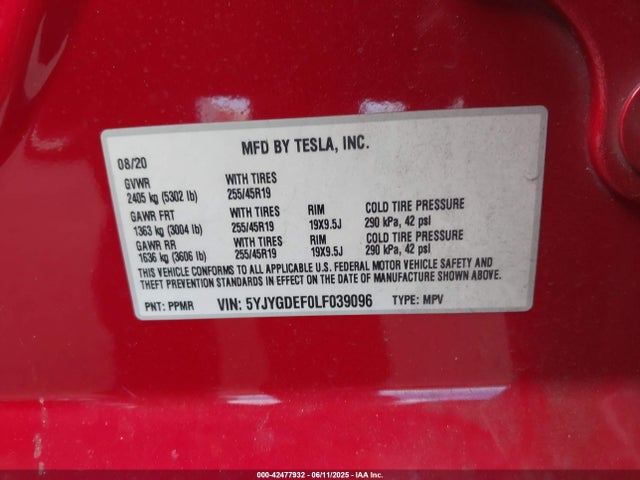 MFD BY TESLA, INC.
08/20
GVWR WITH TIRES
2405 kg (5302 lb) 255/45R19
GAWR FRT WITH TIRES RIM COLD TIRE PRESSURE
1363 kg (3004 lb) 255/45R19 19X9.5J 290 kPa, 42 psi
GAWR RR WITH TIRES RIM COLD TIRE PRESSURE
1636 kg (3606 lb) 255/45R19 19X9.5J 290 kPa, 42 psi
THIS VEHICLE CONFORMS TO ALL APPLICABLE U.S. FEDERAL MOTOR VEHICLE SAFETY AND
THEFT PREVENTION STANDARDS IN EFFECT ON THE DATE OF MANUFACTURE SHOWN ABOVE.
PNT: PPMR VIN: 5YJYGDEF0LF039096 TYPE: MPV
000-42477932 - 06/11/2025 - IAA Inc.